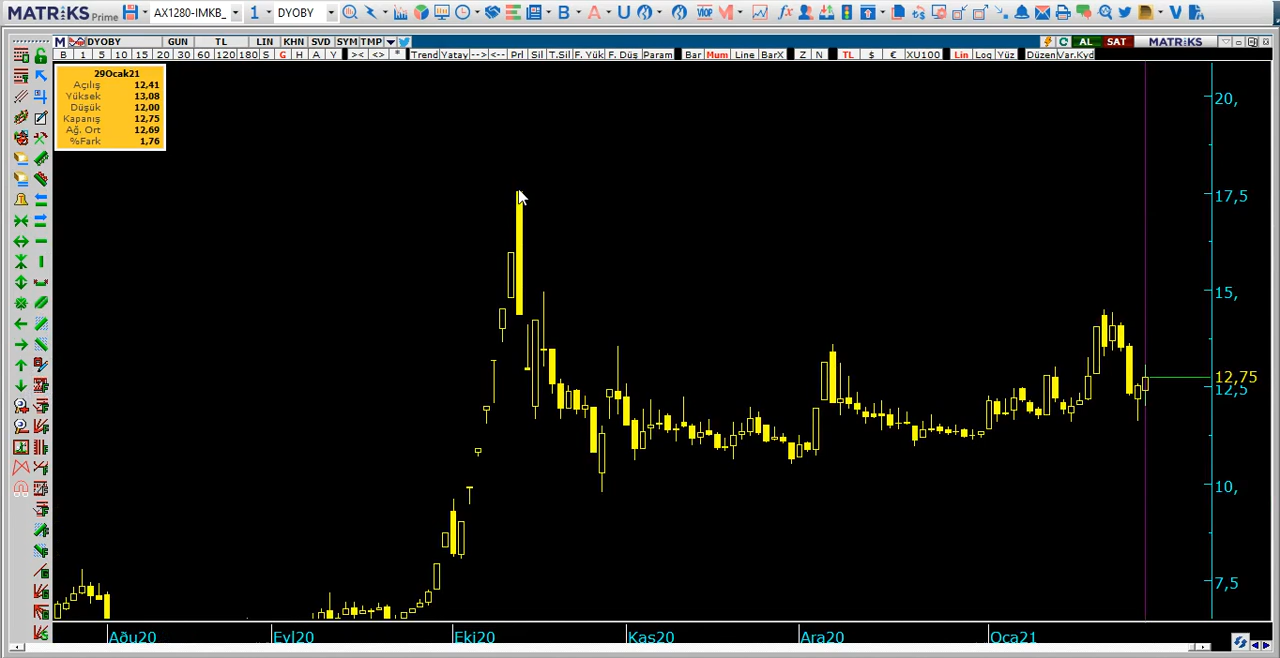 MATRIKS Prime AX1280-IMKB_ 1 DYOBY B A U VIOP M fx V
M DYOBY GUN TL LIN KHN SVD SYM TMP AL SAT MATRIKS
B 1 5 10 15 20 30 60 120 180 S G H A Y Trend Yatay --> <-- Prl Sil T.Sil F. Yük F. Düş Param >< <> * Bar Mum Line BarX Z N TL $ € XU100 Lin Log Yüz Düzen Var.Kyd
29Ocak21
Açılış 12,41
Yüksek 13,08
Düşük 12,00
Kapanış 12,75
Ağ. Ort 12,69
%Fark 1,76
20,
17,5
15,
12,75
12,5
10,
7,5
Aðu20 Eyl20 Eki20 Kas20 Ara20 Oca21